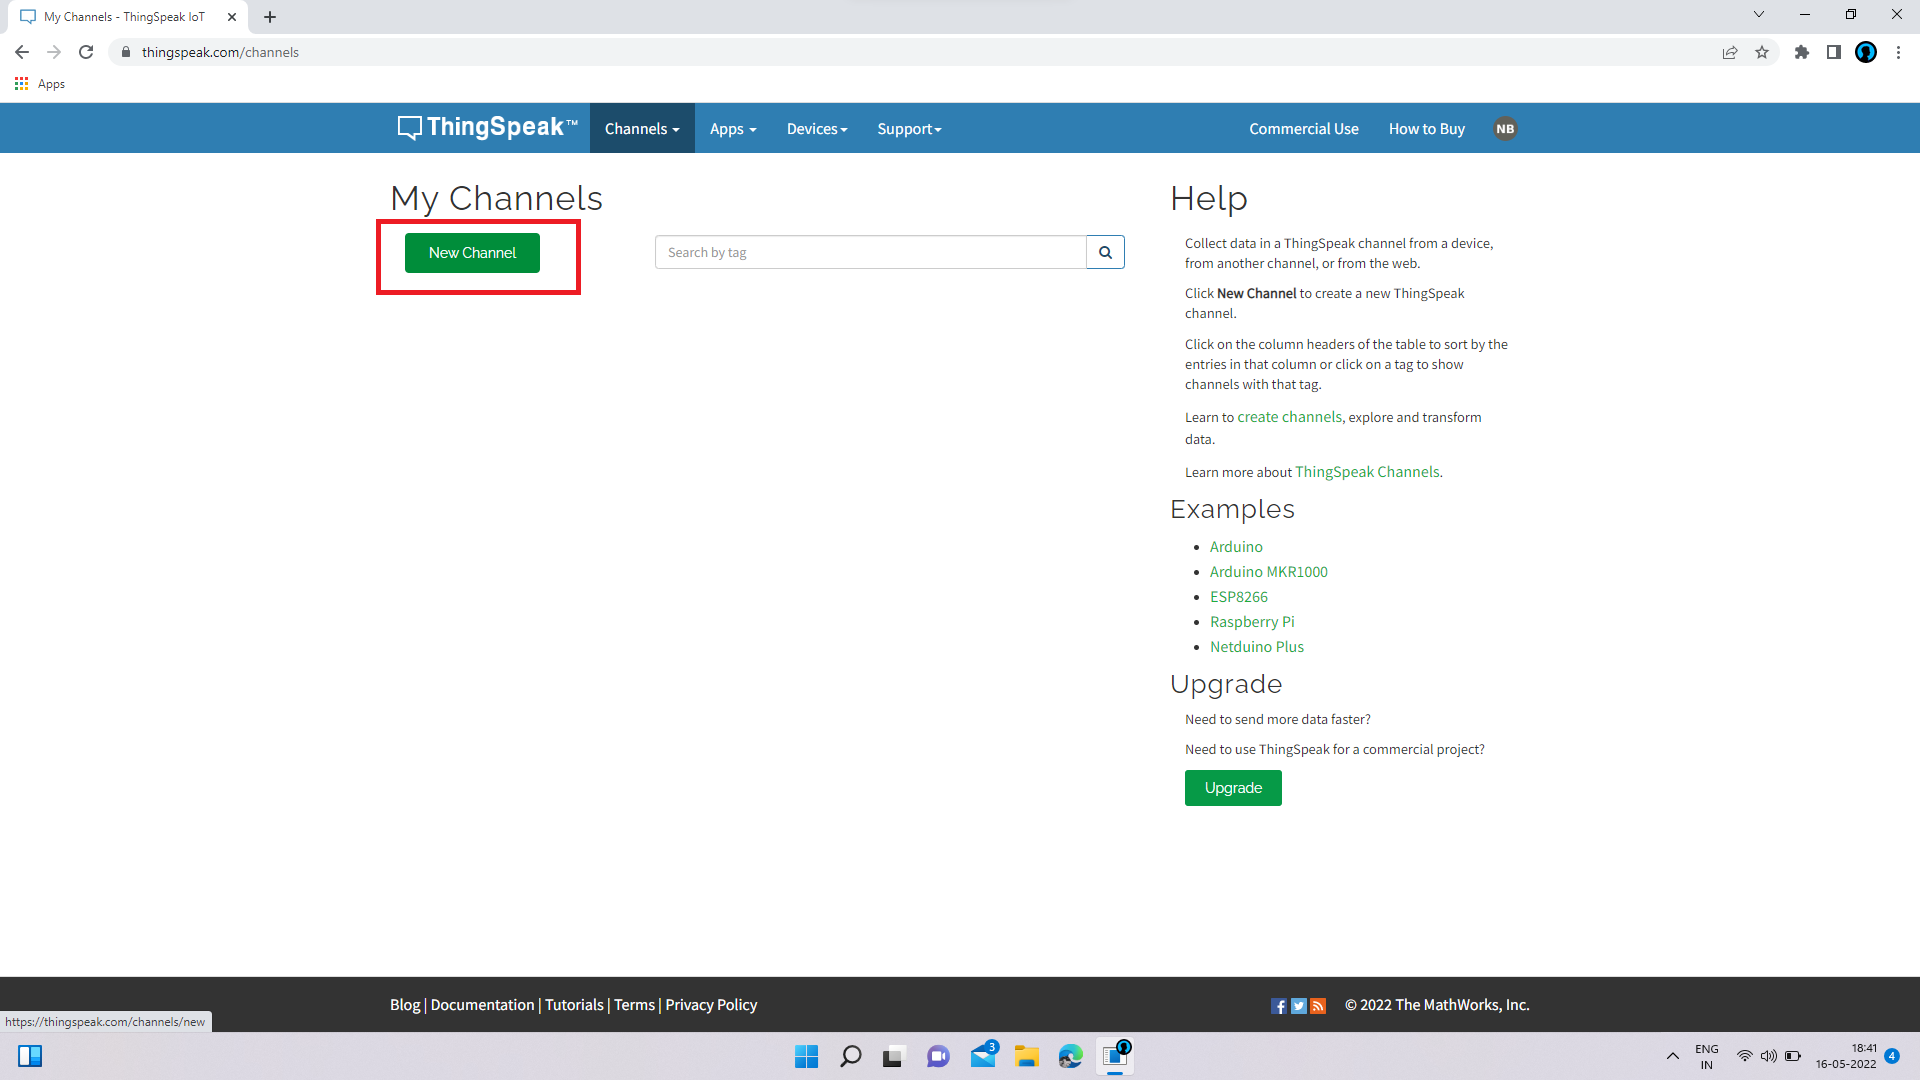 My Channels - ThingSpeak IoT
thingspeak.com/channels
Apps
ThingSpeak™
Channels
Apps
Devices
Support
Commercial Use
How to Buy
NB
My Channels
New Channel
Search by tag
Help
Collect data in a ThingSpeak channel from a device,
from another channel, or from the web.
Click New Channel to create a new ThingSpeak
channel.
Click on the column headers of the table to sort by the
entries in that column or click on a tag to show
channels with that tag.
Learn to create channels, explore and transform
data.
Learn more about ThingSpeak Channels.
Examples
Arduino
Arduino MKR1000
ESP8266
Raspberry Pi
Netduino Plus
Upgrade
Need to send more data faster?
Need to use ThingSpeak for a commercial project?
Upgrade
Blog | Documentation | Tutorials | Terms | Privacy Policy
© 2022 The MathWorks, Inc.
https://thingspeak.com/channels/new
3
ENG
IN
18:41
16-05-2022
4